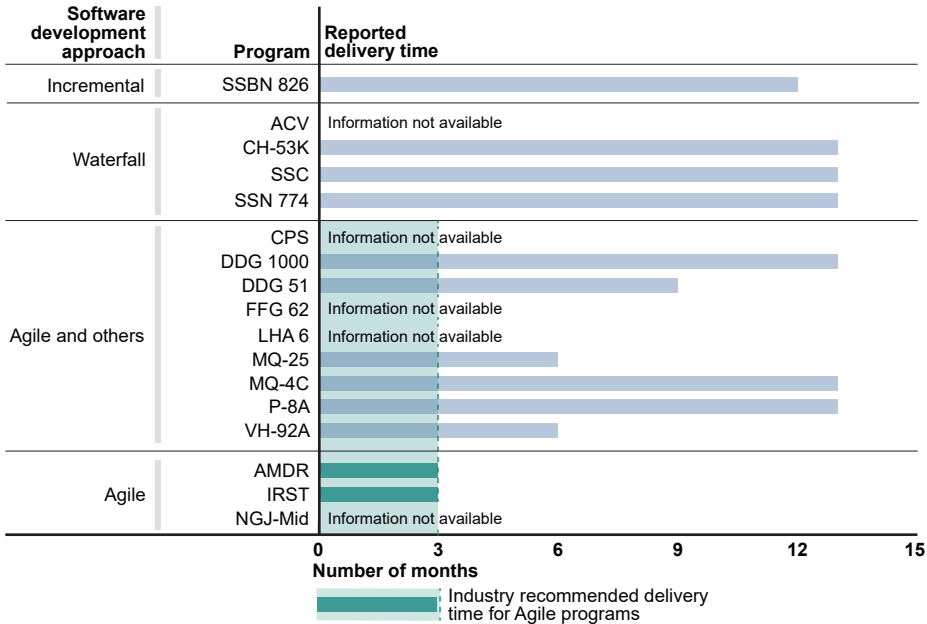 Software
development
approach
Program
Reported
delivery time
Incremental
SSBN 826
Waterfall
ACV Information not available
CH-53K
SSC
SSN 774
Agile and others
CPS Information not available
DDG 1000
DDG 51
FFG 62 Information not available
LHA 6 Information not available
MQ-25
MQ-4C
P-8A
VH-92A
Agile
AMDR
IRST
NGJ-Mid Information not available
0 3 6 9 12 15
Number of months
Industry recommended delivery
time for Agile programs